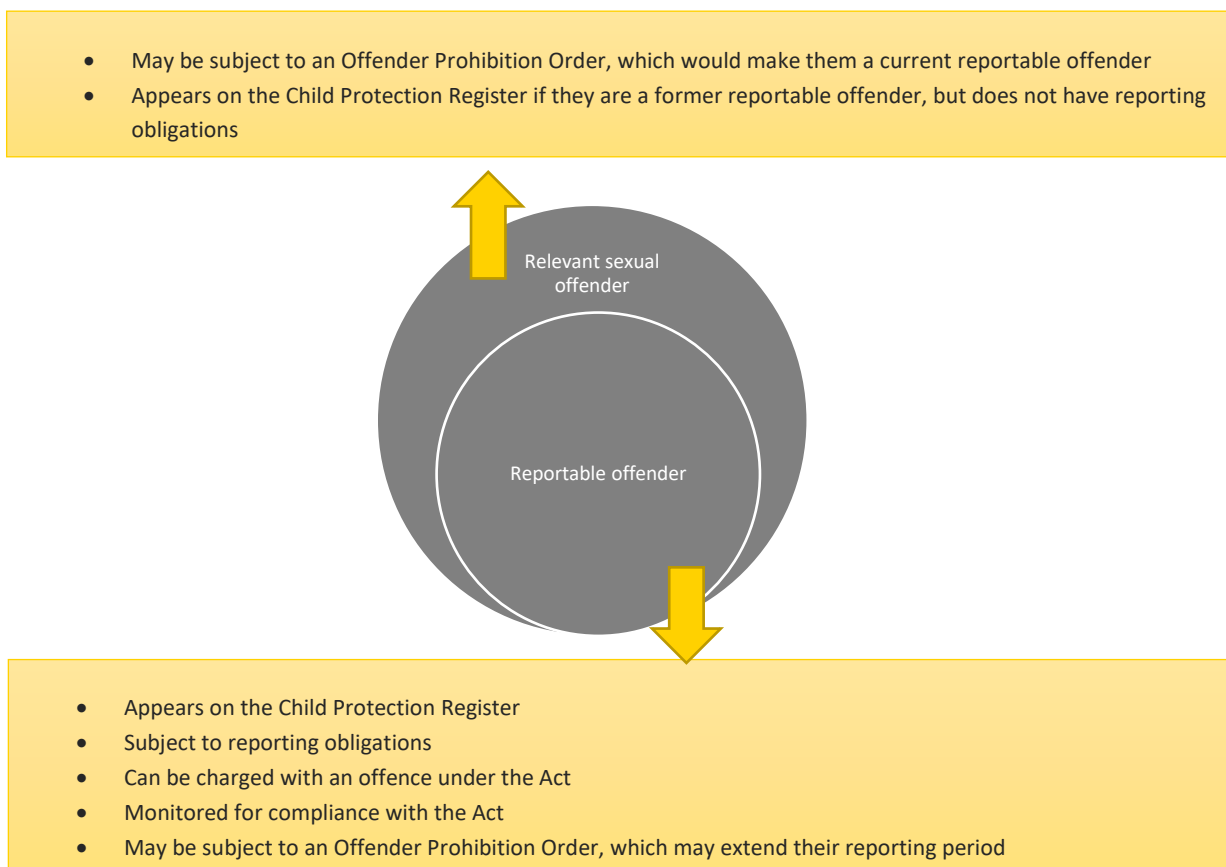 • May be subject to an Offender Prohibition Order, which would make them a current reportable offender
• Appears on the Child Protection Register if they are a former reportable offender, but does not have reporting
obligations
Relevant sexual
offender
Reportable offender
• Appears on the Child Protection Register
• Subject to reporting obligations
• Can be charged with an offence under the Act
• Monitored for compliance with the Act
• May be subject to an Offender Prohibition Order, which may extend their reporting period